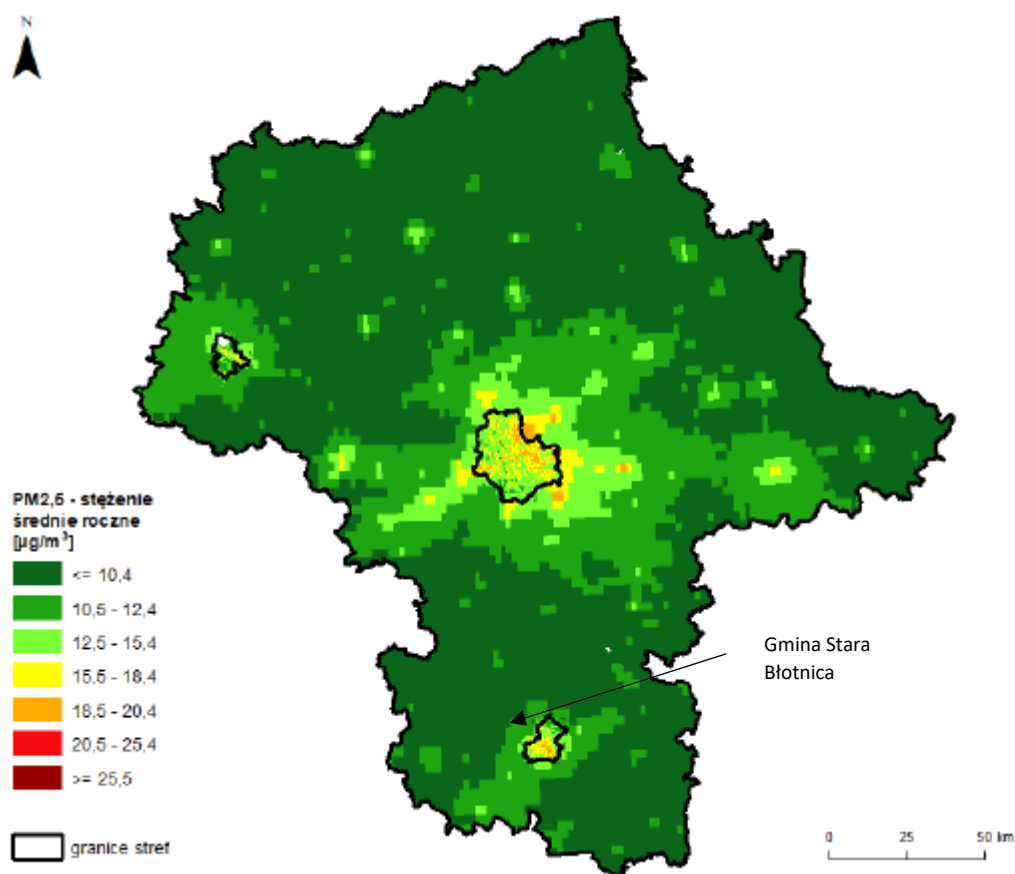 N
PM2,5 - stężenie
średnie roczne
[µg/m³]
<= 10,4
10,5 - 12,4
12,5 - 15,4
15,5 - 18,4
18,5 - 20,4
20,5 - 25,4
>= 25,5
granice stref
Gmina Stara
Błotnica
0 25 50 km